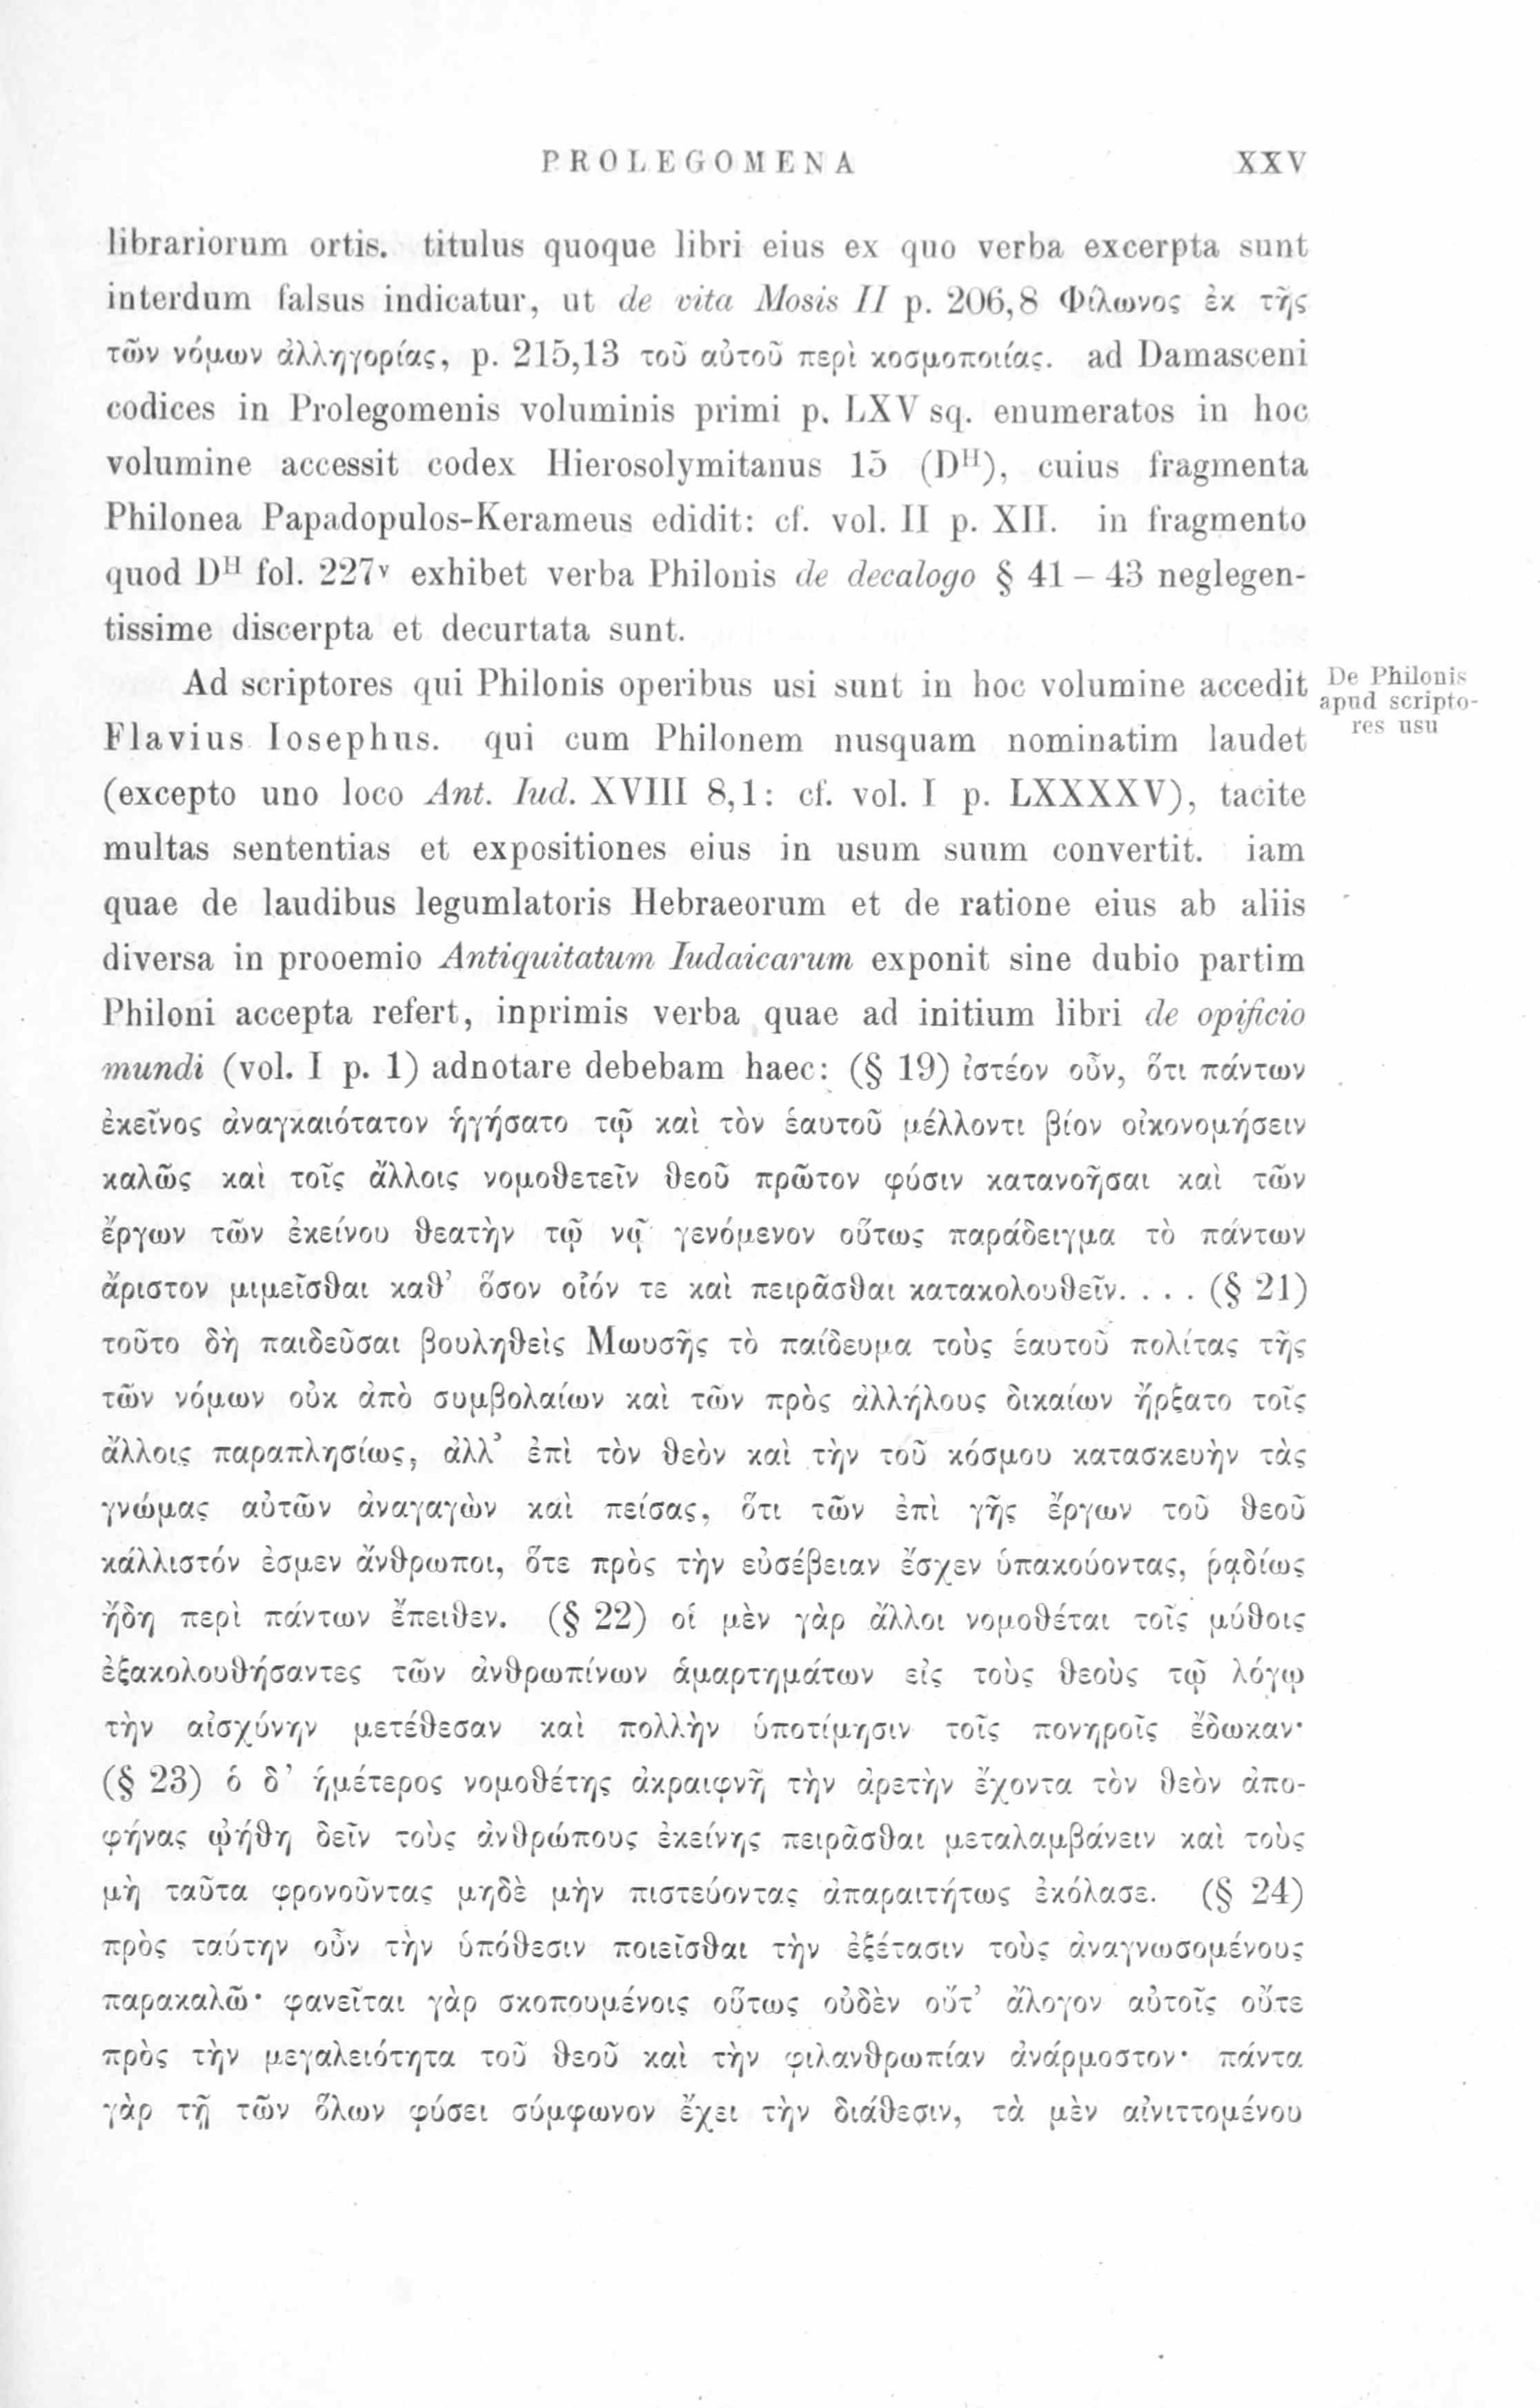 PROLEGOMENA XXV
librariorum ortis. titulus quoque libri eius ex quo verba excerpta sunt
interdum falsus indicatur, ut de vita Mosis II p. 206,8 Φίλωνος ἐκ τῆς
τῶν νόμων ἀλληγορίας, p. 215,13 τοῦ αὐτοῦ περὶ κοσμοποιίας. ad Damasceni
codices in Prolegomenis voluminis primi p. LXV sq. enumeratos in hoc
volumine accessit codex Hierosolymitanus 15 (Dᴴ), cuius fragmenta
Philonea Papadopulos-Kerameus edidit: cf. vol. II p. XII. in fragmento
quod Dᴴ fol. 227ᵛ exhibet verba Philonis de decalogo § 41 – 43 neglegen-
tissime discerpta et decurtata sunt.
Ad scriptores qui Philonis operibus usi sunt in hoc volumine accedit
De Philonis
apud scripto-
res usu
Flavius Iosephus. qui cum Philonem nusquam nominatim laudet
(excepto uno loco Ant. Iud. XVIII 8,1: cf. vol. I p. LXXXXV), tacite
multas sententias et expositiones eius in usum suum convertit. iam
quae de laudibus legumlatoris Hebraeorum et de ratione eius ab aliis
diversa in prooemio Antiquitatum Iudaicarum exponit sine dubio partim
Philoni accepta refert, inprimis verba quae ad initium libri de opificio
mundi (vol. I p. 1) adnotare debebam haec: (§ 19) ἰστέον οὖν, ὅτι πάντων
ἐκεῖνος ἀναγκαιότατον ἡγήσατο τῷ καὶ τὸν ἑαυτοῦ μέλλοντι βίον οἰκονομήσειν
καλῶς καὶ τοῖς ἄλλοις νομοθετεῖν θεοῦ πρῶτον φύσιν κατανοῆσαι καὶ τῶν
ἔργων τῶν ἐκείνου θεατὴν τῷ νῷ γενόμενον οὕτως παράδειγμα τὸ πάντων
ἄριστον μιμεῖσθαι καθ’ ὅσον οἷόν τε καὶ πειρᾶσθαι κατακολουθεῖν. . . . (§ 21)
τοῦτο δὴ παιδεῦσαι βουληθεὶς Μωυσῆς τὸ παίδευμα τοὺς ἑαυτοῦ πολίτας τῆς
τῶν νόμων οὐκ ἀπὸ συμβολαίων καὶ τῶν πρὸς ἀλλήλους δικαίων ἤρξατο τοῖς
ἄλλοις παραπλησίως, ἀλλ’ ἐπὶ τὸν θεὸν καὶ τὴν τοῦ κόσμου κατασκευὴν τὰς
γνώμας αὐτῶν ἀναγαγὼν καὶ πείσας, ὅτι τῶν ἐπὶ γῆς ἔργων τοῦ θεοῦ
κάλλιστόν ἐσμεν ἄνθρωποι, ὅτε πρὸς τὴν εὐσέβειαν ἔσχεν ὑπακούοντας, ῥᾳδίως
ἤδη περὶ πάντων ἔπειθεν. (§ 22) οἱ μὲν γὰρ ἄλλοι νομοθέται τοῖς μύθοις
ἐξακολουθήσαντες τῶν ἀνθρωπίνων ἁμαρτημάτων εἰς τοὺς θεοὺς τῷ λόγῳ
τὴν αἰσχύνην μετέθεσαν καὶ πολλὴν ὑποτίμησιν τοῖς πονηροῖς ἔδωκαν·
(§ 23) ὁ δ’ ἡμέτερος νομοθέτης ἀκραιφνῆ τὴν ἀρετὴν ἔχοντα τὸν θεὸν ἀπο-
φήνας ᾠήθη δεῖν τοὺς ἀνθρώπους ἐκείνης πειρᾶσθαι μεταλαμβάνειν καὶ τοὺς
μὴ ταῦτα φρονοῦντας μηδὲ μὴν πιστεύοντας ἀπαραιτήτως ἐκόλασε. (§ 24)
πρὸς ταύτην οὖν τὴν ὑπόθεσιν ποιεῖσθαι τὴν ἐξέτασιν τοὺς ἀναγνωσομένους
παρακαλῶ· φανεῖται γὰρ σκοπουμένοις οὕτως οὐδὲν οὔτ’ ἄλογον αὐτοῖς οὔτε
πρὸς τὴν μεγαλειότητα τοῦ θεοῦ καὶ τὴν φιλανθρωπίαν ἀνάρμοστον· πάντα
γὰρ τῇ τῶν ὅλων φύσει σύμφωνον ἔχει τὴν διάθεσιν, τὰ μὲν αἰνιττομένου